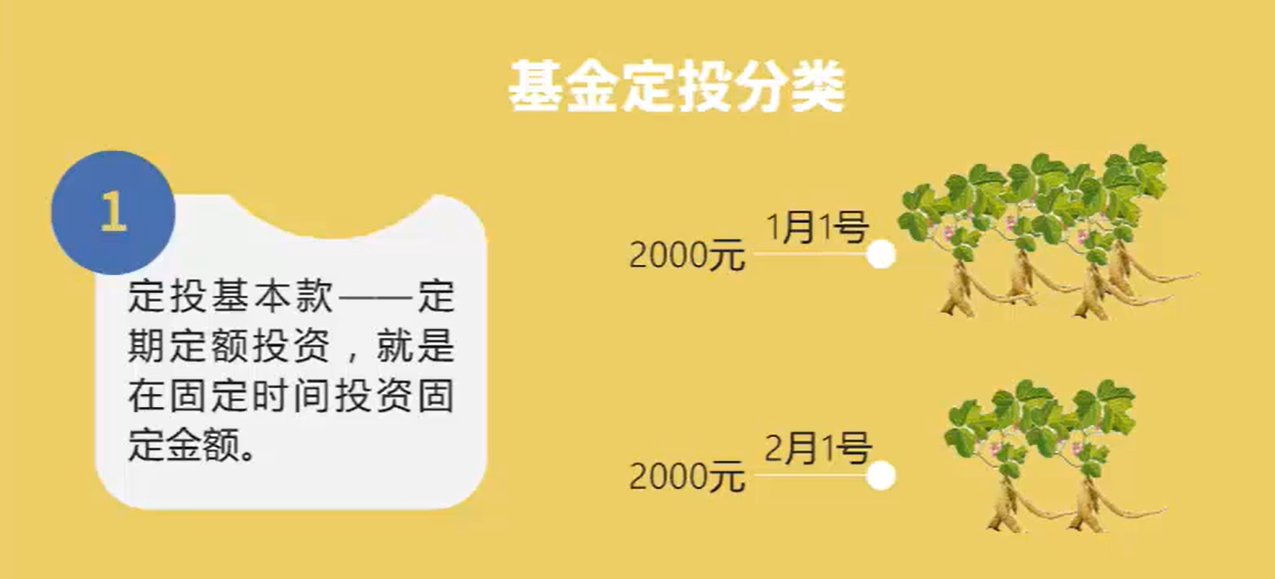 基金定投分类
1
定投基本款——定
期定额投资，就是
在固定时间投资固
定金额。
2000元
1月1号
2000元
2月1号